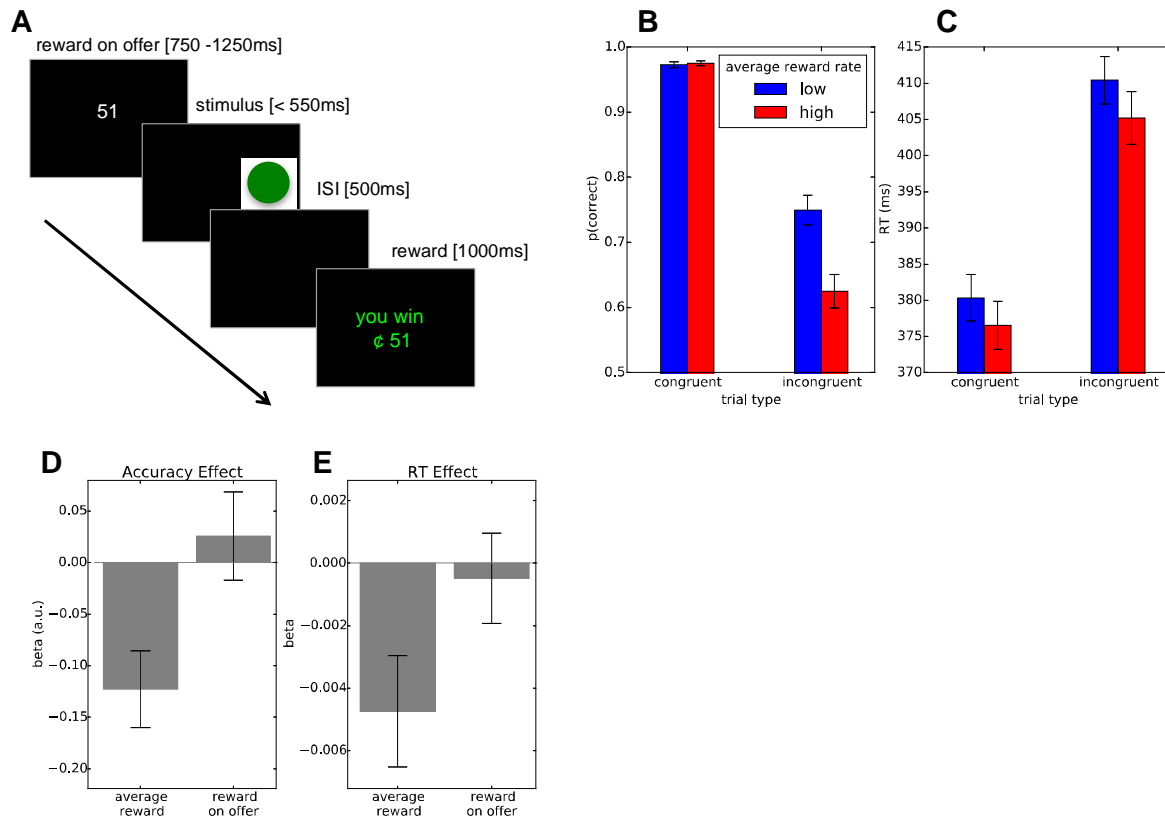 A
reward on offer [750 -1250ms]
51
stimulus [< 550ms]
ISI [500ms]
reward [1000ms]
you win
¢ 51
B
1.0
0.9
0.8
0.7
0.6
0.5
p(correct)
average reward rate
low
high
congruent
incongruent
trial type
C
415
410
405
400
395
390
385
380
375
370
RT (ms)
congruent
incongruent
trial type
D
Accuracy Effect
0.05
0.00
−0.05
−0.10
−0.15
−0.20
beta (a.u.)
average
reward
reward
on offer
E
RT Effect
0.002
0.000
−0.002
−0.004
−0.006
beta
average
reward
reward
on offer